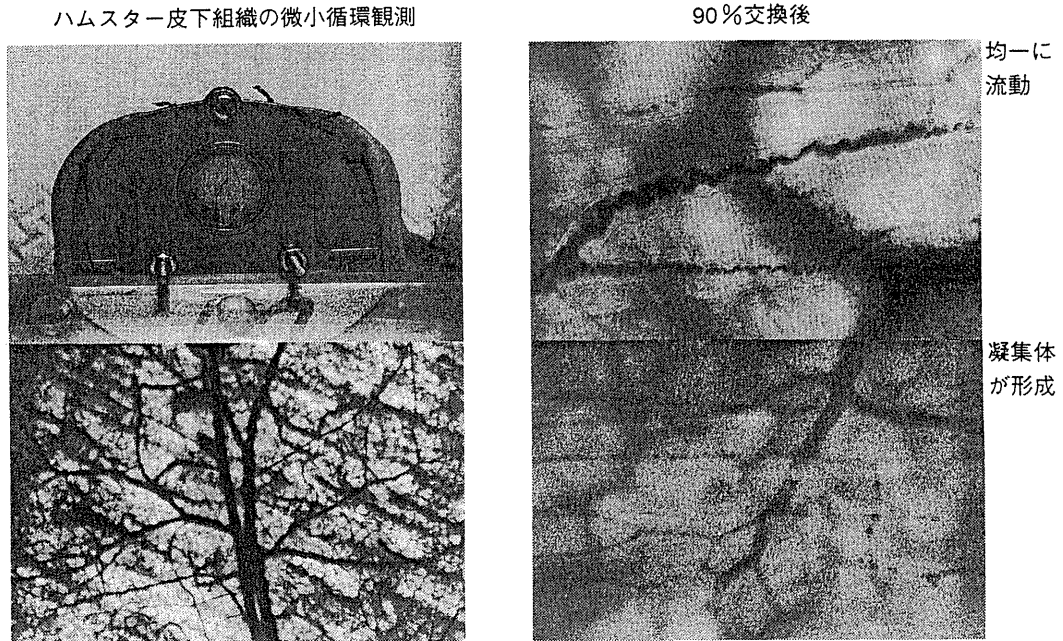 ハムスター皮下組織の微小循環観測
90％交換後
均一に
流動
凝集体
が形成